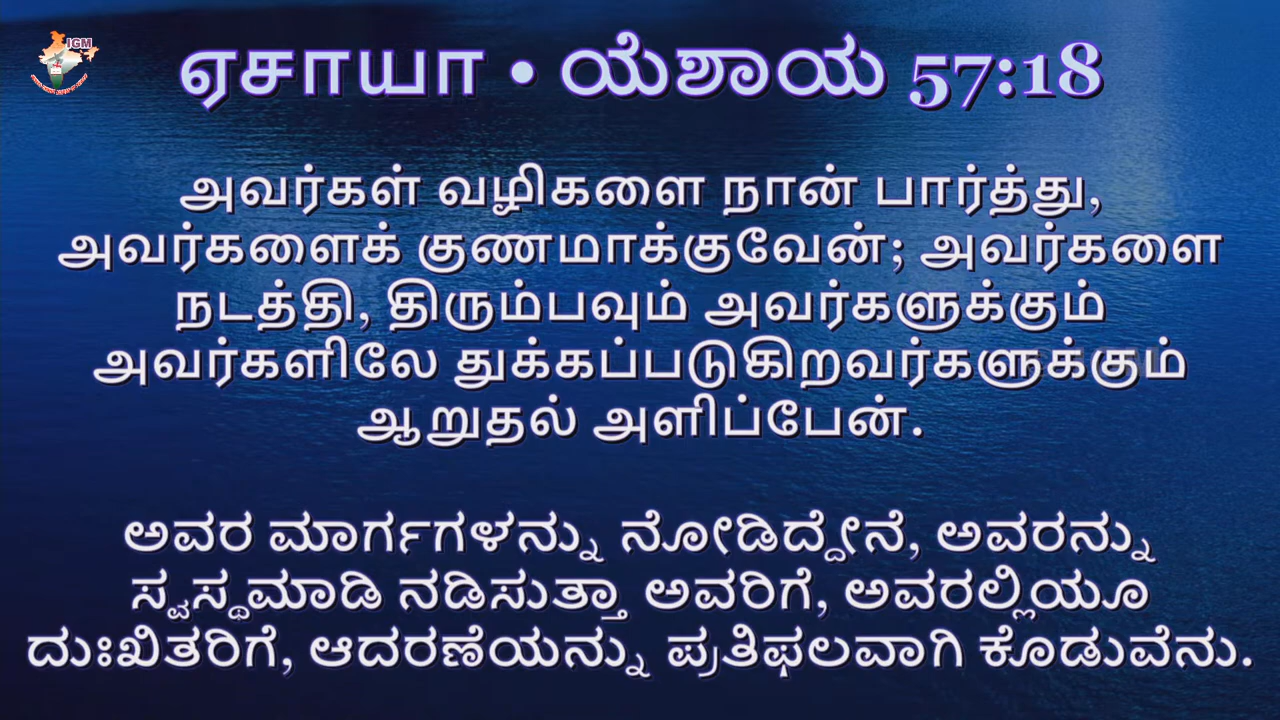 IGM
ஏசாயா • ಯೆಶಾಯ 57:18
அவர்கள் வழிகளை நான் பார்த்து,
அவர்களைக் குணமாக்குவேன்; அவர்களை
நடத்தி, திரும்பவும் அவர்களுக்கும்
அவர்களிலே துக்கப்படுகிறவர்களுக்கும்
ஆறுதல் அளிப்பேன்.
ಅವರ ಮಾರ್ಗಗಳನ್ನು ನೋಡಿದ್ದೇನೆ, ಅವರನ್ನು
ಸ್ವಸ್ಥಮಾಡಿ ನಡಿಸುತ್ತಾ ಅವರಿಗೆ, ಅವರಲ್ಲಿಯೂ
ದುಃಖಿತರಿಗೆ, ಆದರಣೆಯನ್ನು ಪ್ರತಿಫಲವಾಗಿ ಕೊಡುವೆನು.